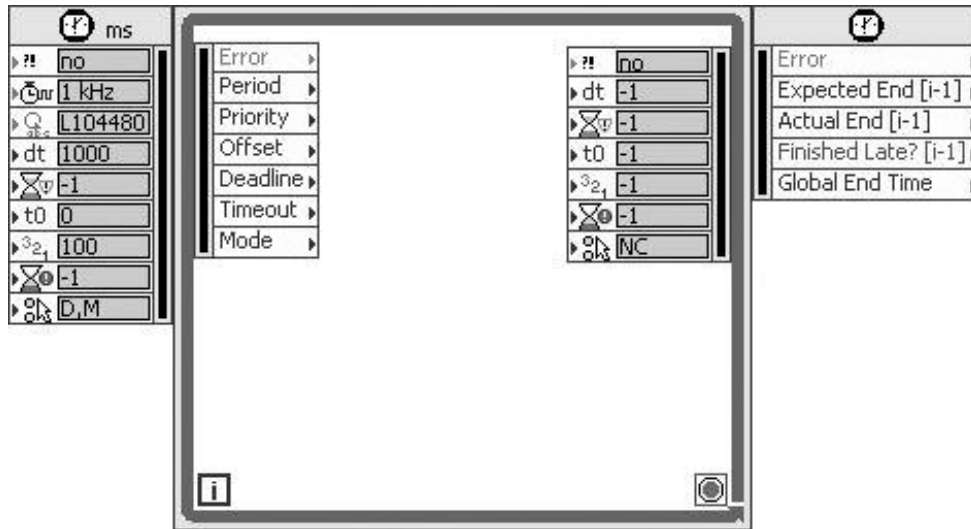 ms
?! no
1 kHz
L104480
dt 1000
-1
t0 0
321 100
-1
D,M
Error
Period
Priority
Offset
Deadline
Timeout
Mode
i
?! no
dt -1
-1
t0 -1
321 -1
-1
NC
Error
Expected End [i-1]
Actual End [i-1]
Finished Late? [i-1]
Global End Time